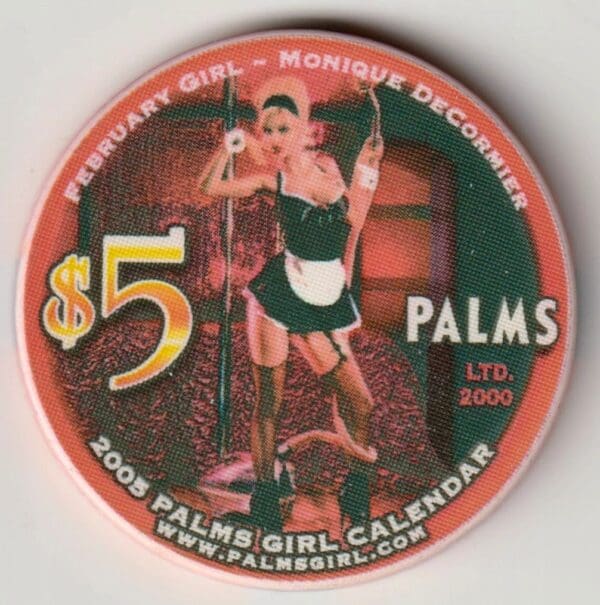 February Girl ~ Monique DeCormier
$5
PALMS
LTD.
2000
2005 PALMS GIRL CALENDAR
WWW.PALMSGIRL.COM